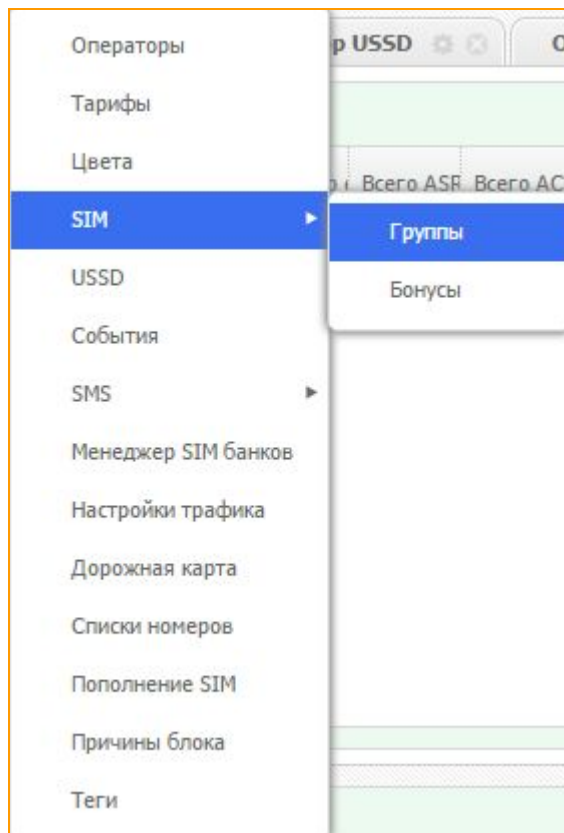 Операторы
р USSD
О
Тарифы
Цвета
Всего ASR Всего AC
SIM
Группы
USSD
Бонусы
События
SMS
Менеджер SIM банков
Настройки трафика
Дорожная карта
Списки номеров
Пополнение SIM
Причины блока
Теги